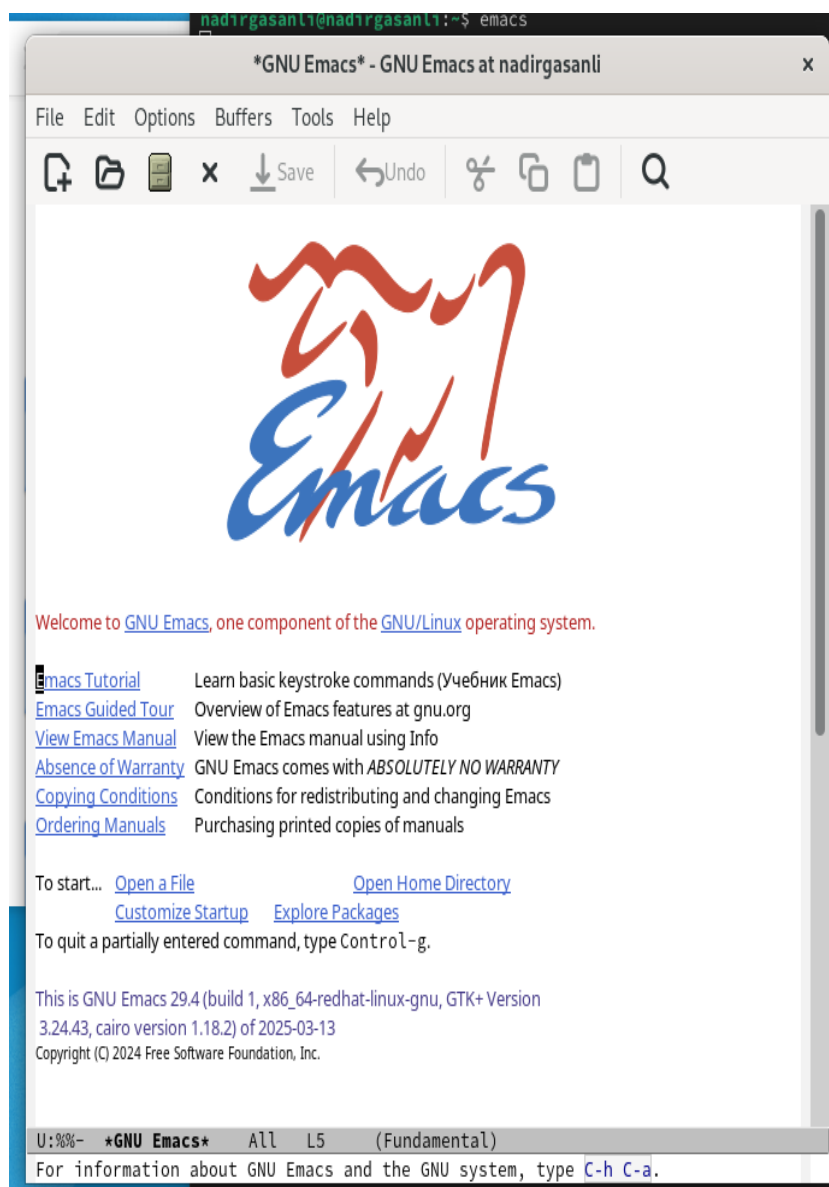 nadirgasanli@nadirgasanli:~$ emacs
*GNU Emacs* - GNU Emacs at nadirgasanli
File Edit Options Buffers Tools Help
Save Undo
Emacs
Welcome to GNU Emacs, one component of the GNU/Linux operating system.
Emacs Tutorial Learn basic keystroke commands (Учебник Emacs)
Emacs Guided Tour Overview of Emacs features at gnu.org
View Emacs Manual View the Emacs manual using Info
Absence of Warranty GNU Emacs comes with ABSOLUTELY NO WARRANTY
Copying Conditions Conditions for redistributing and changing Emacs
Ordering Manuals Purchasing printed copies of manuals
To start... Open a File Open Home Directory
Customize Startup Explore Packages
To quit a partially entered command, type Control-g.
This is GNU Emacs 29.4 (build 1, x86_64-redhat-linux-gnu, GTK+ Version
3.24.43, cairo version 1.18.2) of 2025-03-13
Copyright (C) 2024 Free Software Foundation, Inc.
U:%%- *GNU Emacs* All L5 (Fundamental)
For information about GNU Emacs and the GNU system, type C-h C-a.